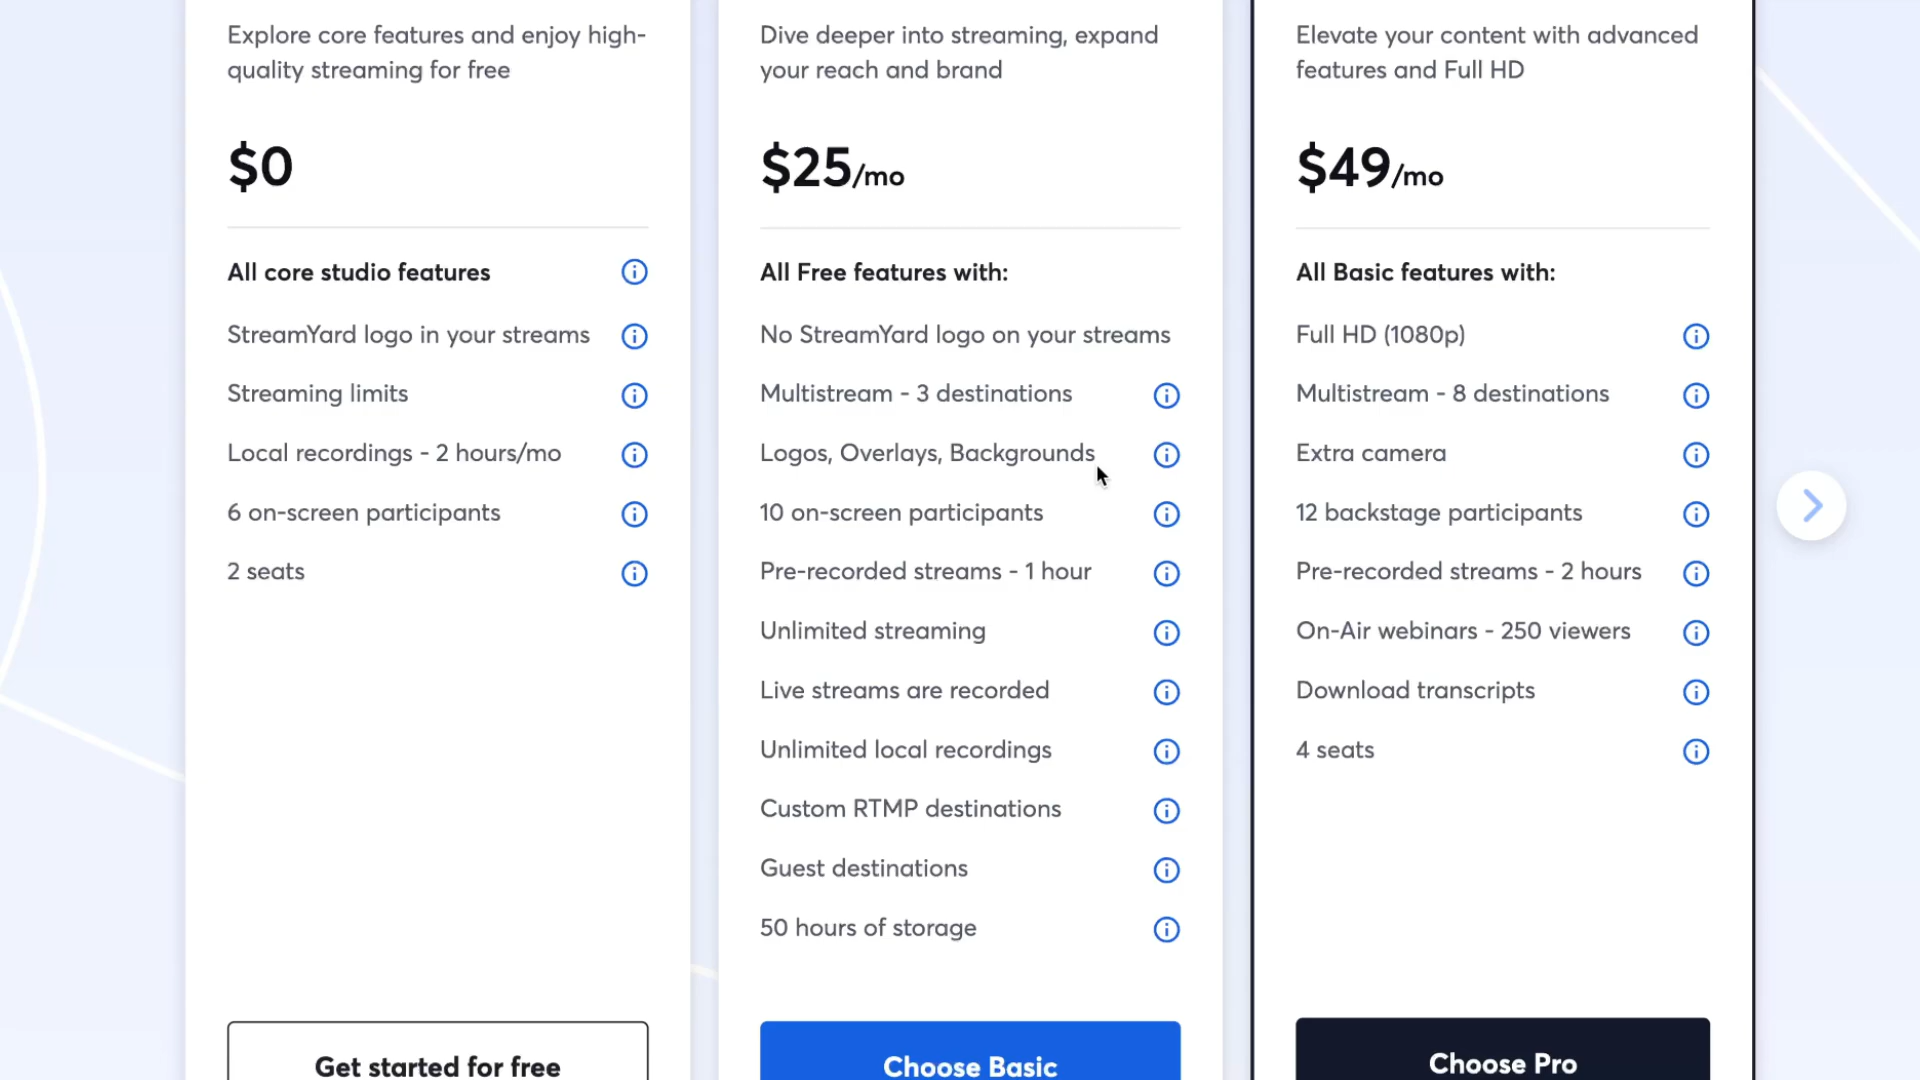 Explore core features and enjoy high-
quality streaming for free
$0
All core studio features
StreamYard logo in your streams
Streaming limits
Local recordings - 2 hours/mo
6 on-screen participants
2 seats
Get started for free
Dive deeper into streaming, expand
your reach and brand
$25/mo
All Free features with:
No StreamYard logo on your streams
Multistream - 3 destinations
Logos, Overlays, Backgrounds
10 on-screen participants
Pre-recorded streams - 1 hour
Unlimited streaming
Live streams are recorded
Unlimited local recordings
Custom RTMP destinations
Guest destinations
50 hours of storage
Choose Basic
Elevate your content with advanced
features and Full HD
$49/mo
All Basic features with:
Full HD (1080p)
Multistream - 8 destinations
Extra camera
12 backstage participants
Pre-recorded streams - 2 hours
On-Air webinars - 250 viewers
Download transcripts
4 seats
Choose Pro